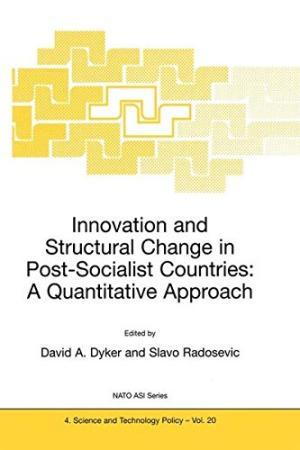 Innovation and
Structural Change in
Post-Socialist Countries:
A Quantitative Approach
Edited by
David A. Dyker and Slavo Radosevic
NATO ASI Series
4. Science and Technology Policy – Vol. 20